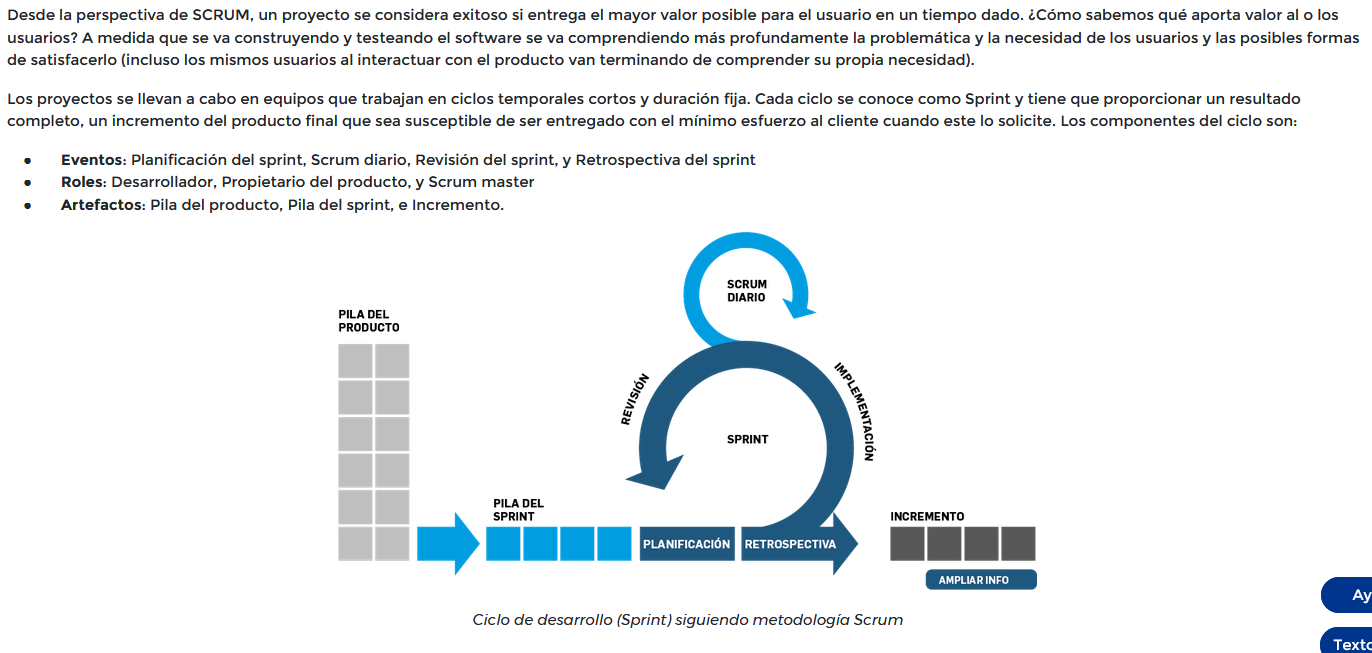 Desde la perspectiva de SCRUM, un proyecto se considera exitoso si entrega el mayor valor posible para el usuario en un tiempo dado. ¿Cómo sabemos qué aporta valor al o los
usuarios? A medida que se va construyendo y testeando el software se va comprendiendo más profundamente la problemática y la necesidad de los usuarios y las posibles formas
de satisfacerlo (incluso los mismos usuarios al interactuar con el producto van terminando de comprender su propia necesidad).
Los proyectos se llevan a cabo en equipos que trabajan en ciclos temporales cortos y duración fija. Cada ciclo se conoce como Sprint y tiene que proporcionar un resultado
completo, un incremento del producto final que sea susceptible de ser entregado con el mínimo esfuerzo al cliente cuando este lo solicite. Los componentes del ciclo son:
• Eventos: Planificación del sprint, Scrum diario, Revisión del sprint, y Retrospectiva del sprint
• Roles: Desarrollador, Propietario del producto, y Scrum master
• Artefactos: Pila del producto, Pila del sprint, e Incremento.
SCRUM
DIARIO
PILA DEL
PRODUCTO
REVISIÓN
IMPLEMENTACIÓN
SPRINT
PILA DEL
SPRINT
INCREMENTO
PLANIFICACIÓN
RETROSPECTIVA
AMPLIAR INFO
Ay
Ciclo de desarrollo (Sprint) siguiendo metodología Scrum